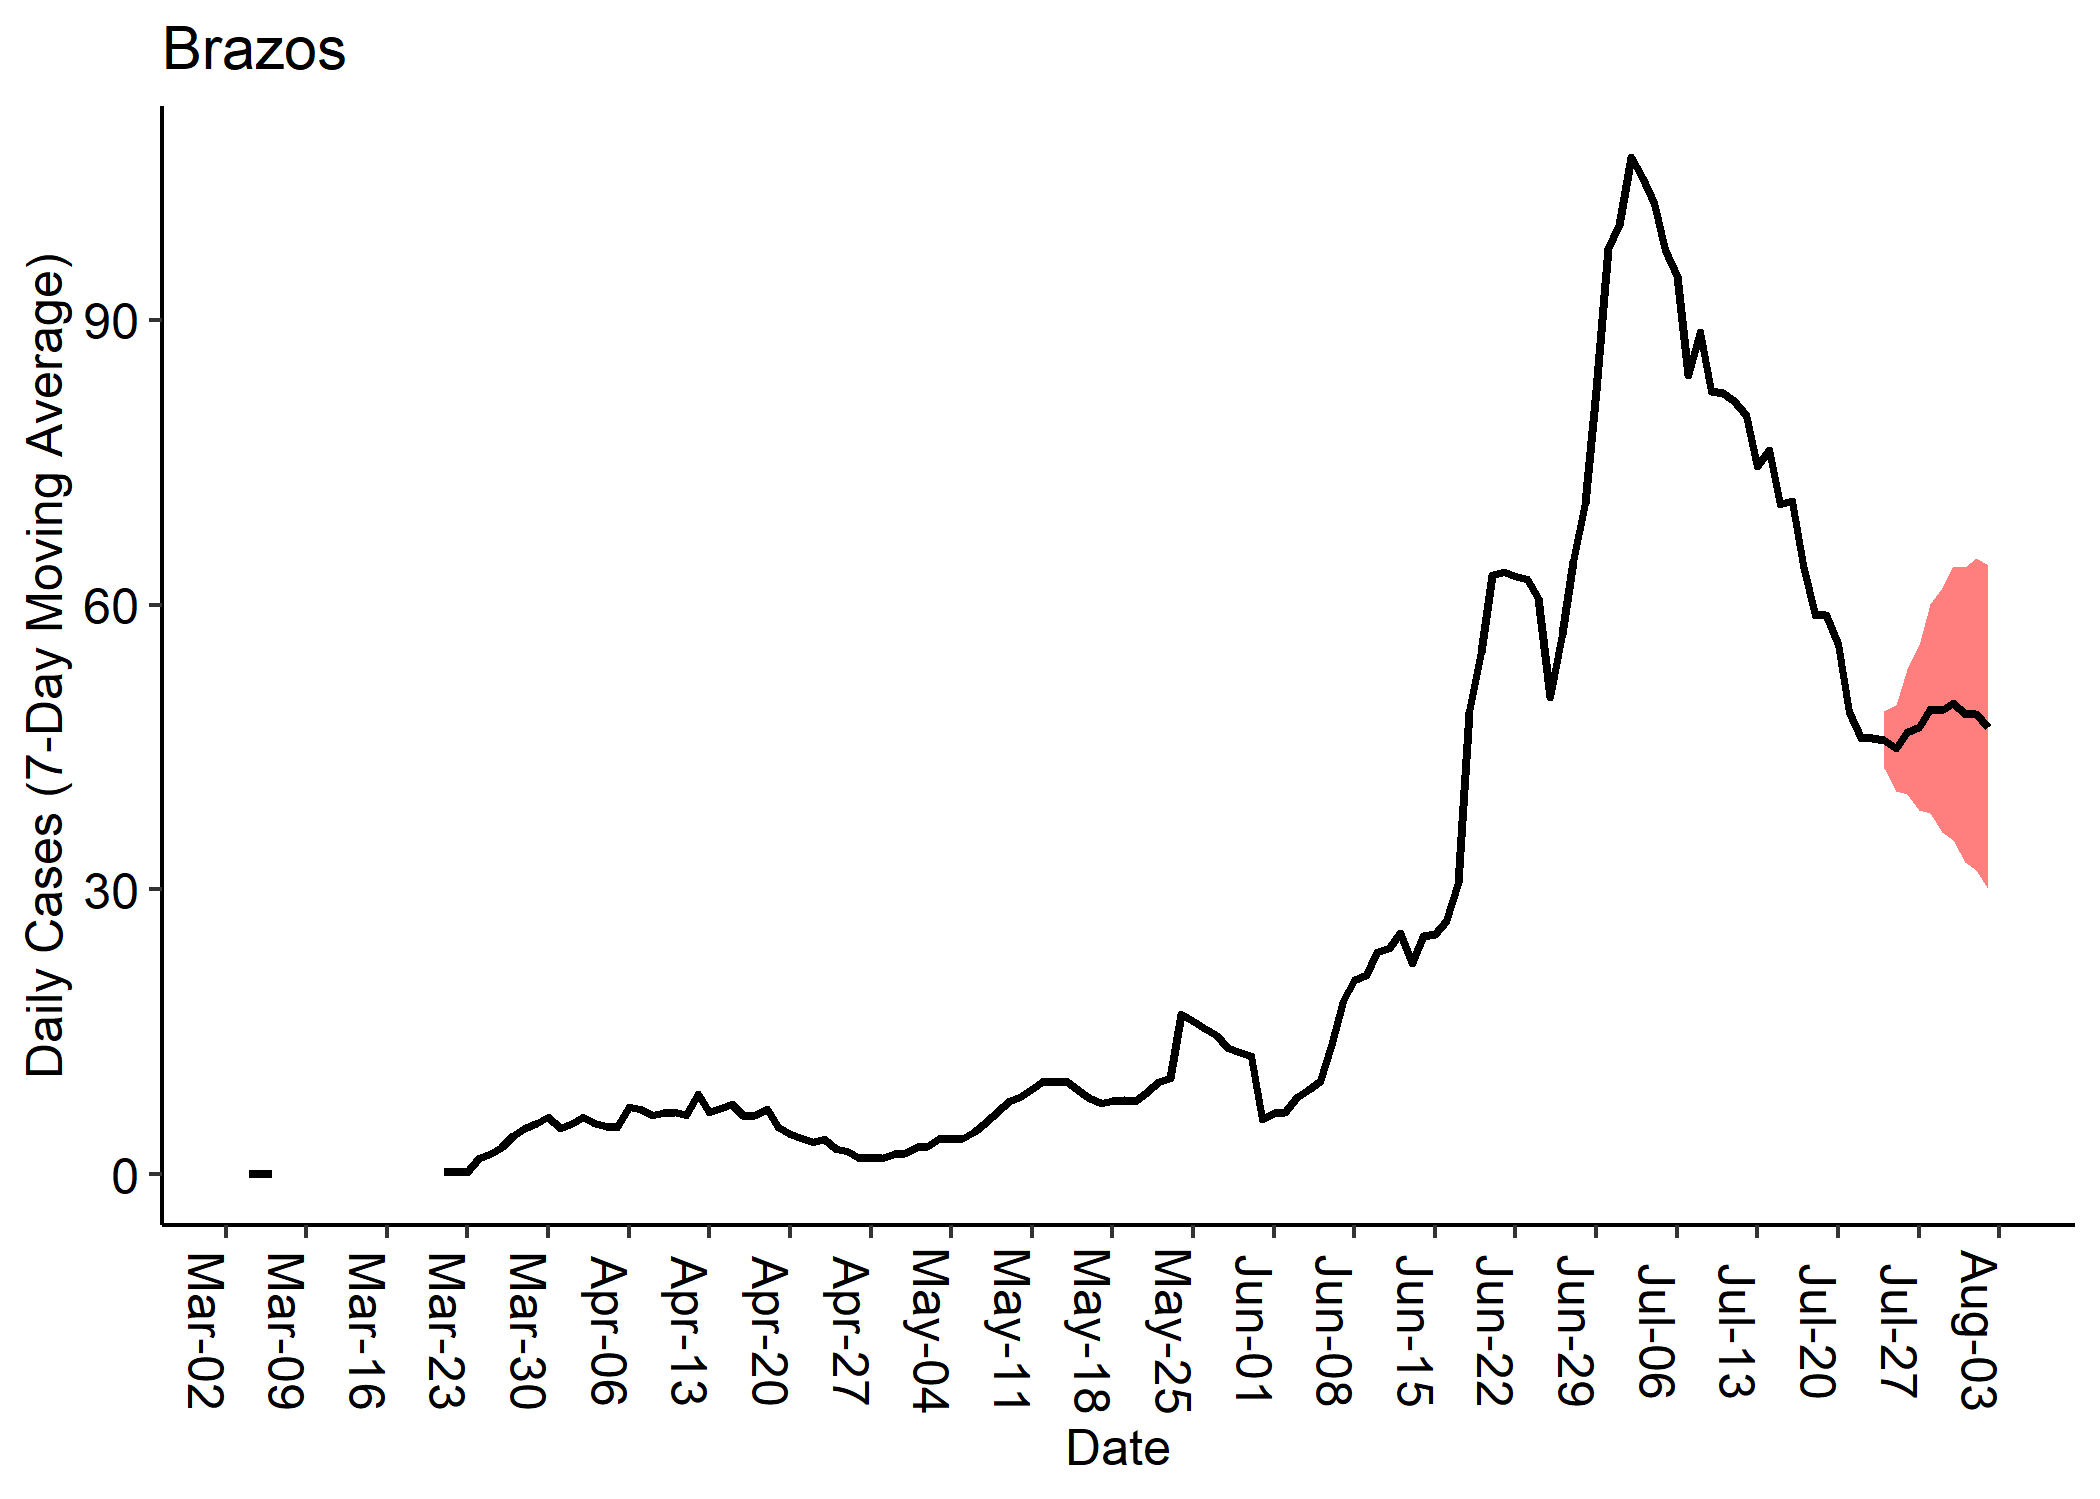 Brazos
Daily Cases (7-Day Moving Average)
90
60
30
0
Mar-02
Mar-09
Mar-16
Mar-23
Mar-30
Apr-06
Apr-13
Apr-20
Apr-27
May-04
May-11
May-18
May-25
Jun-01
Jun-08
Jun-15
Jun-22
Jun-29
Jul-06
Jul-13
Jul-20
Jul-27
Aug-03
Date